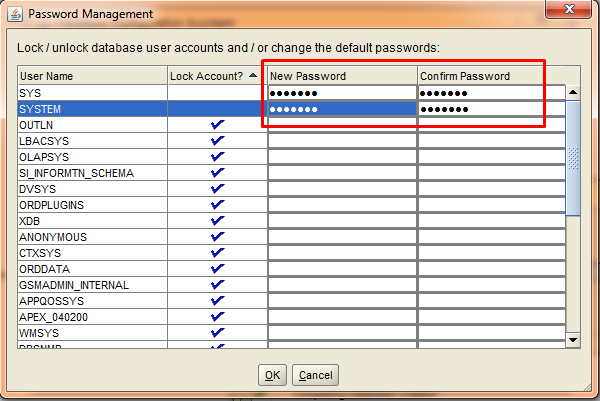 Password Management
Lock / unlock database user accounts and / or change the default passwords:
User Name Lock Account? New Password Confirm Password
SYS ●●●●●●● ●●●●●●●
SYSTEM ●●●●●●● ●●●●●●●
OUTLN
LBACSYS
OLAPSYS
SI_INFORMTN_SCHEMA
DVSYS
ORDPLUGINS
XDB
ANONYMOUS
CTXSYS
ORDDATA
GSMADMIN_INTERNAL
APPQOSSYS
APEX_040200
WMSYS
OK Cancel